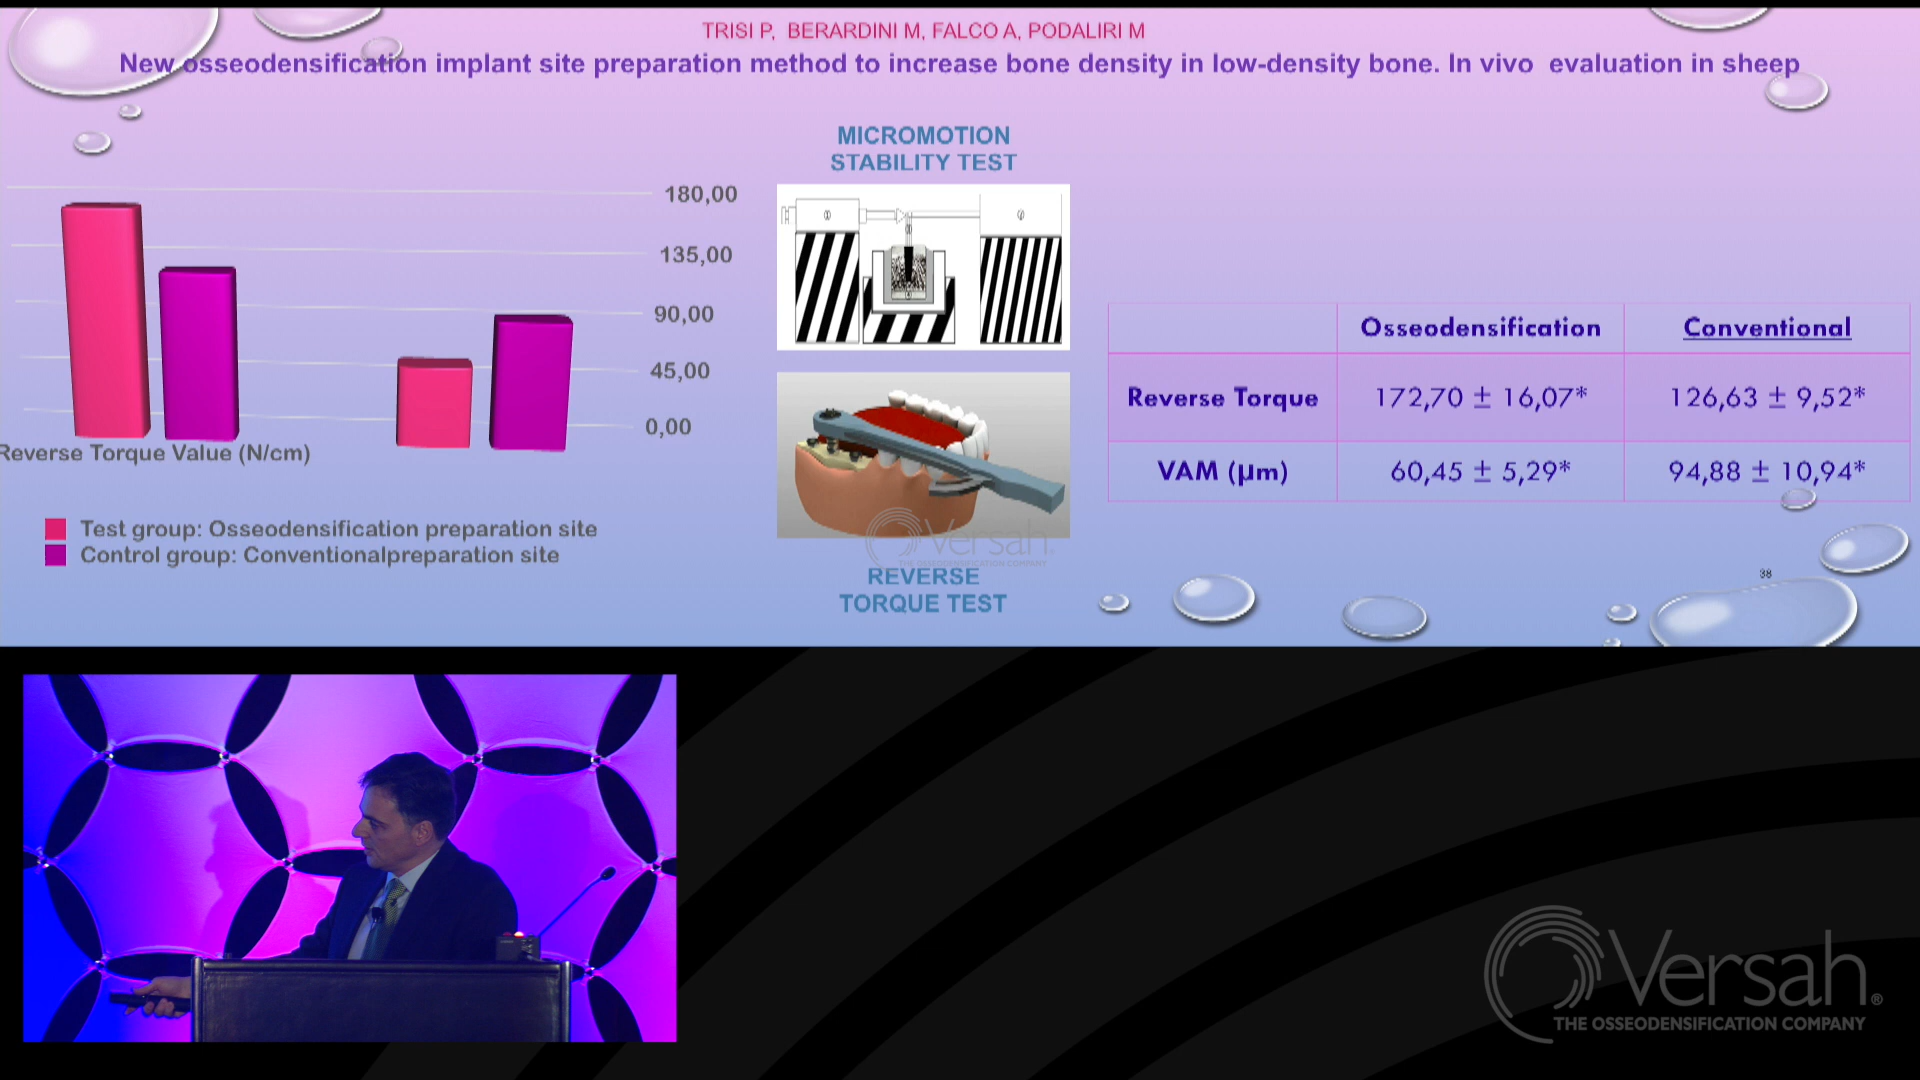 TRISI P, BERARDINI M, FALCO A, PODALIRI M
New osseodensification implant site preparation method to increase bone density in low-density bone. In vivo evaluation in sheep
180,00
135,00
90,00
45,00
0,00
Reverse Torque Value (N/cm)
Test group: Osseodensification preparation site
Control group: Conventionalpreparation site
MICROMOTION
STABILITY TEST
Versah.
THE OSSEODENSIFICATION COMPANY
REVERSE
TORQUE TEST
Osseodensification Conventional
Reverse Torque 172,70 ± 16,07* 126,63 ± 9,52*
VAM (µm) 60,45 ± 5,29* 94,88 ± 10,94*
38
Versah®
THE OSSEODENSIFICATION COMPANY